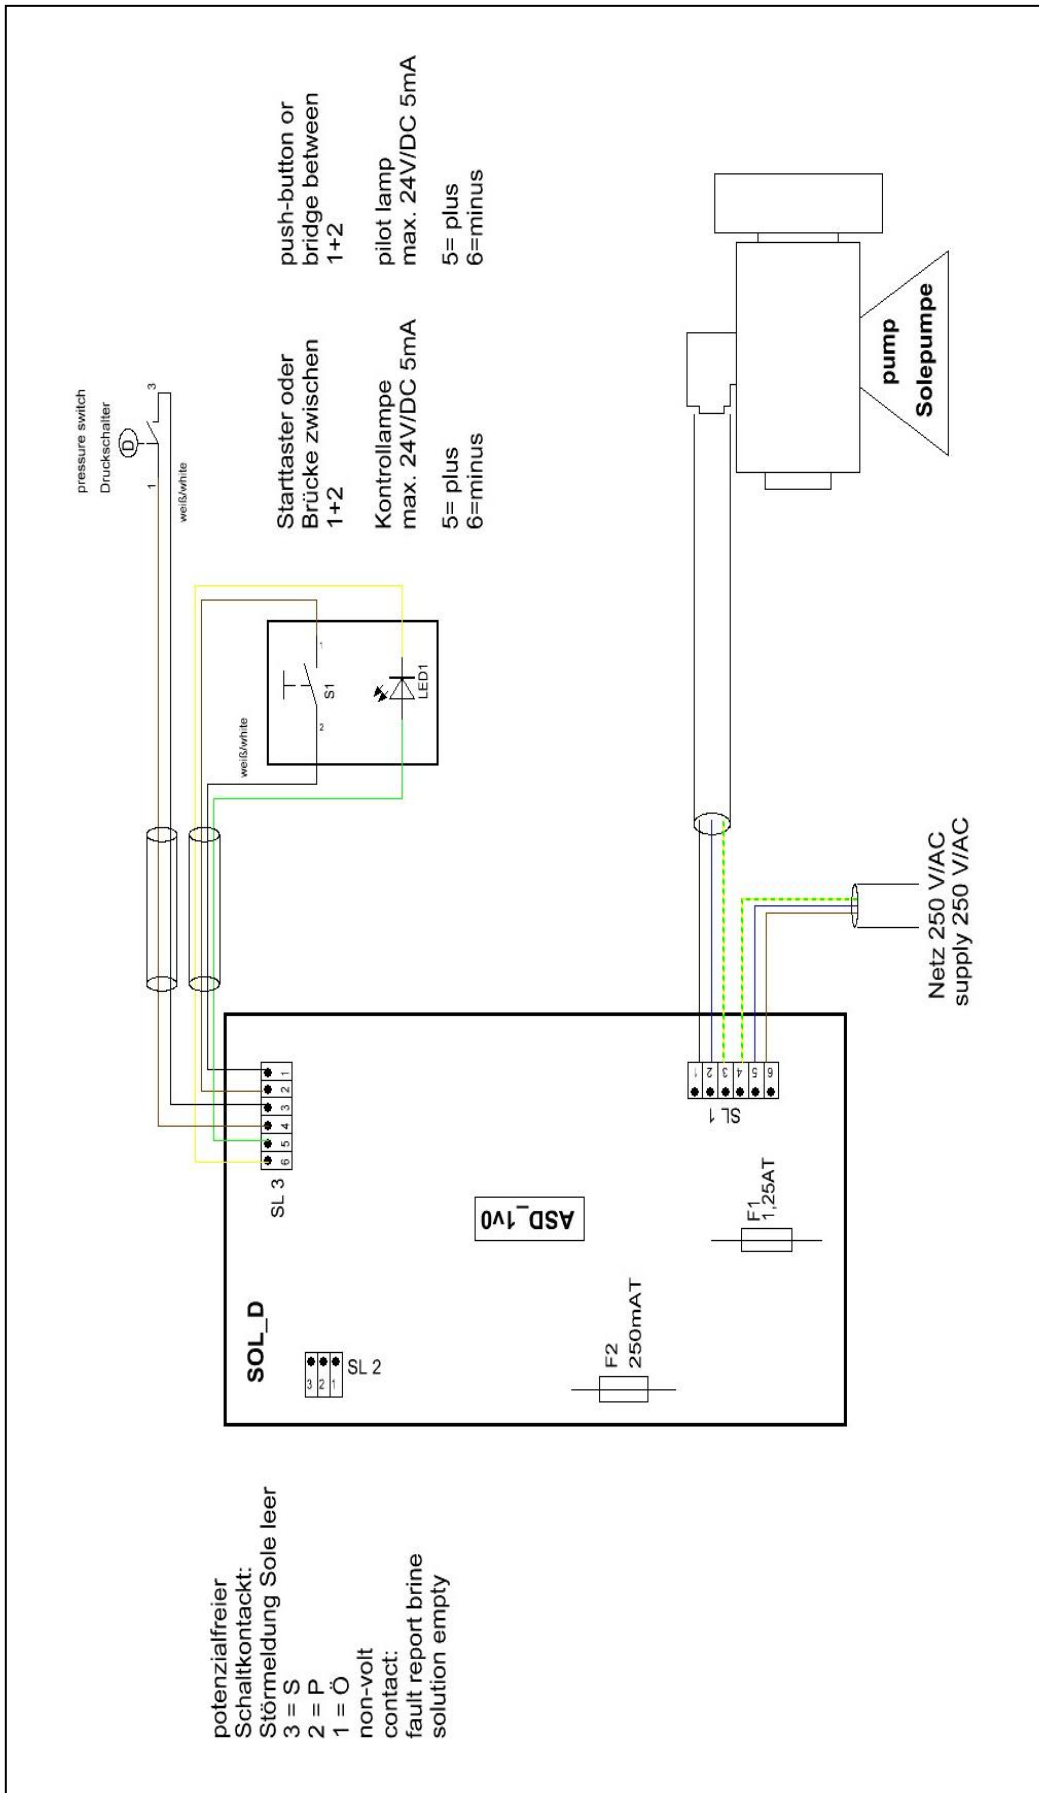 potenzialfreier
Schaltkontackt:
Störmeldung Sole leer
3 = S
2 = P
1 = Ö
non-volt
contact:
fault report brine
solution empty
SOL_D
3
2
1
SL 2
F2
250mAT
ASD_1v0
F1
1,25AT
SL 3
6
5
4
3
2
1
SL 1
1
2
3
4
5
6
Netz 250 V/AC
supply 250 V/AC
weiß/white
2
S1
1
LED1
pressure switch
Druckschalter
D
1
3
weiß/white
Starttaster oder
Brücke zwischen
1+2
Kontrollampe
max. 24V/DC 5mA
5= plus
6=minus
push-button or
bridge between
1+2
pilot lamp
max. 24V/DC 5mA
5= plus
6=minus
pump
Solepumpe